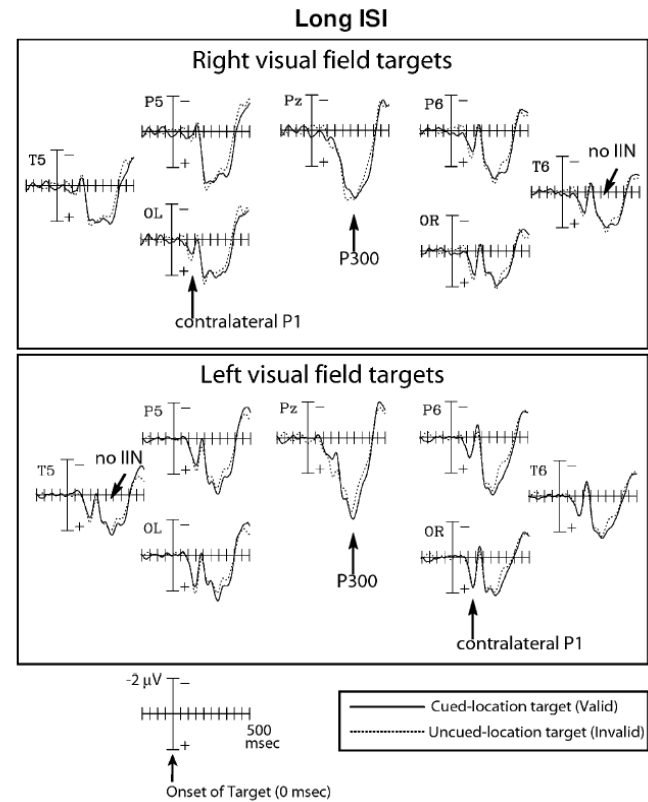 Long ISI
Right visual field targets
P5
−
+
Pz
−
+
P6
−
+
T5
−
+
T6
−
+
no IIN
OL
−
+
P300
OR
−
+
contralateral P1
Left visual field targets
P5
−
+
Pz
−
+
P6
−
+
T5
−
+
no IIN
T6
−
+
OL
−
+
P300
OR
−
+
contralateral P1
-2 μV
−
+
500
msec
Onset of Target (0 msec)
Cued-location target (Valid)
Uncued-location target (Invalid)